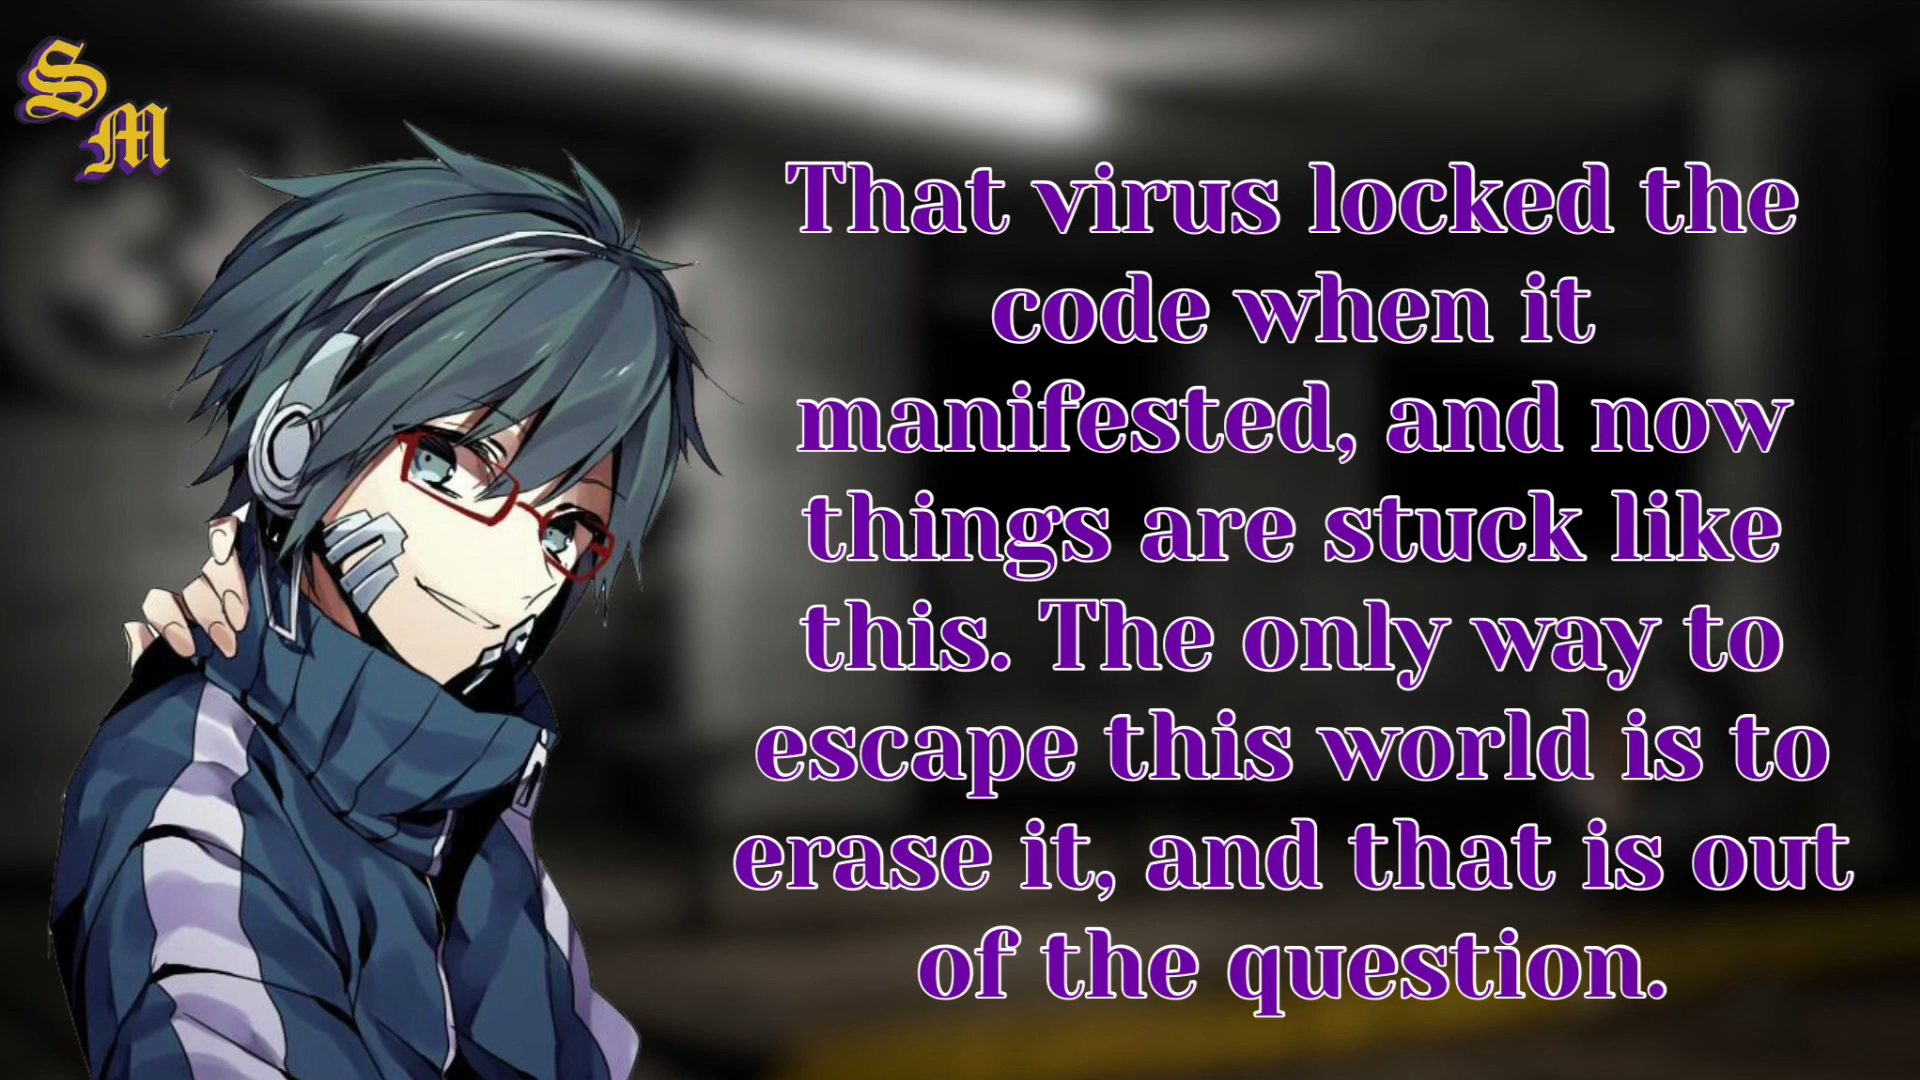 S
M
That virus locked the
code when it
manifested, and now
things are stuck like
this. The only way to
escape this world is to
erase it, and that is out
of the question.